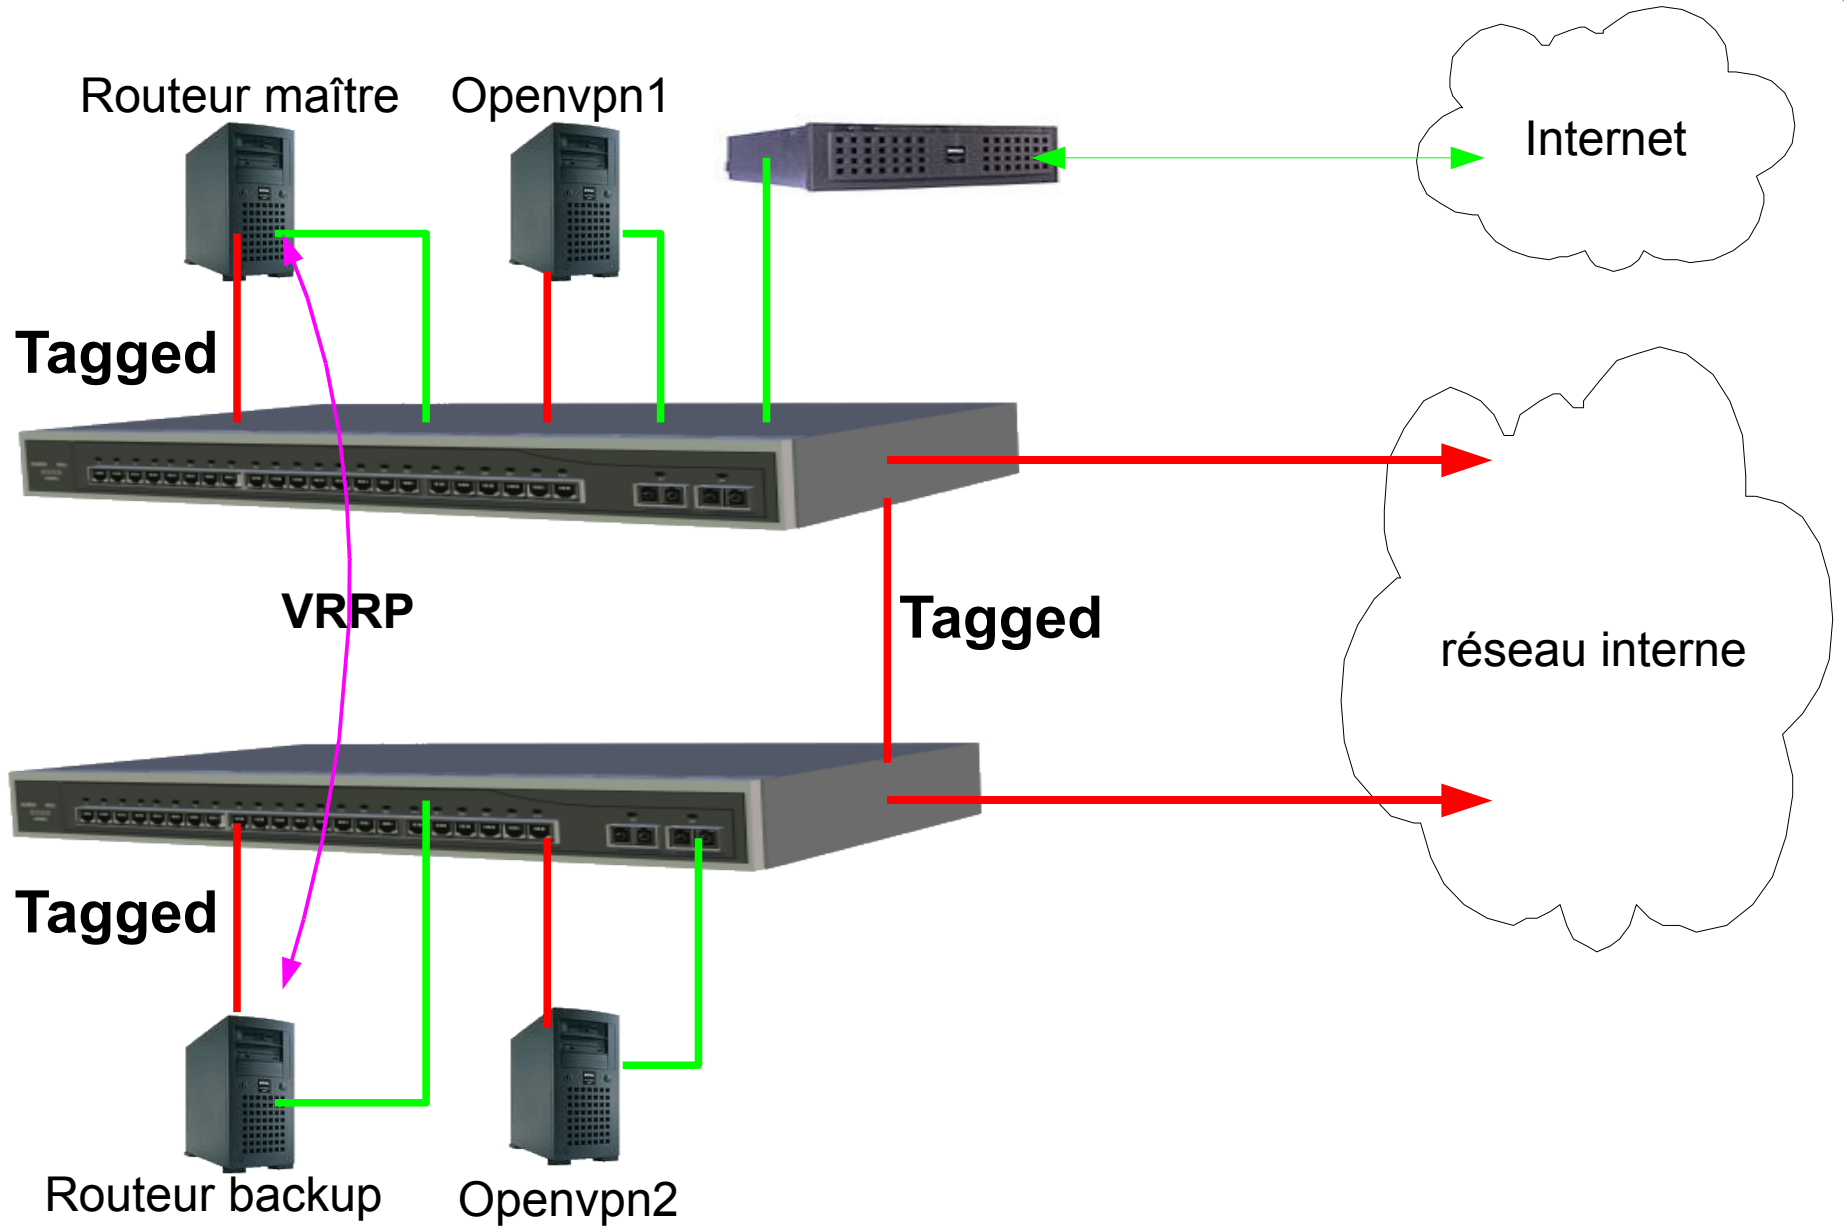 Routeur maître
Openvpn1
Internet
Tagged
VRRP
Tagged
réseau interne
Tagged
Routeur backup
Openvpn2